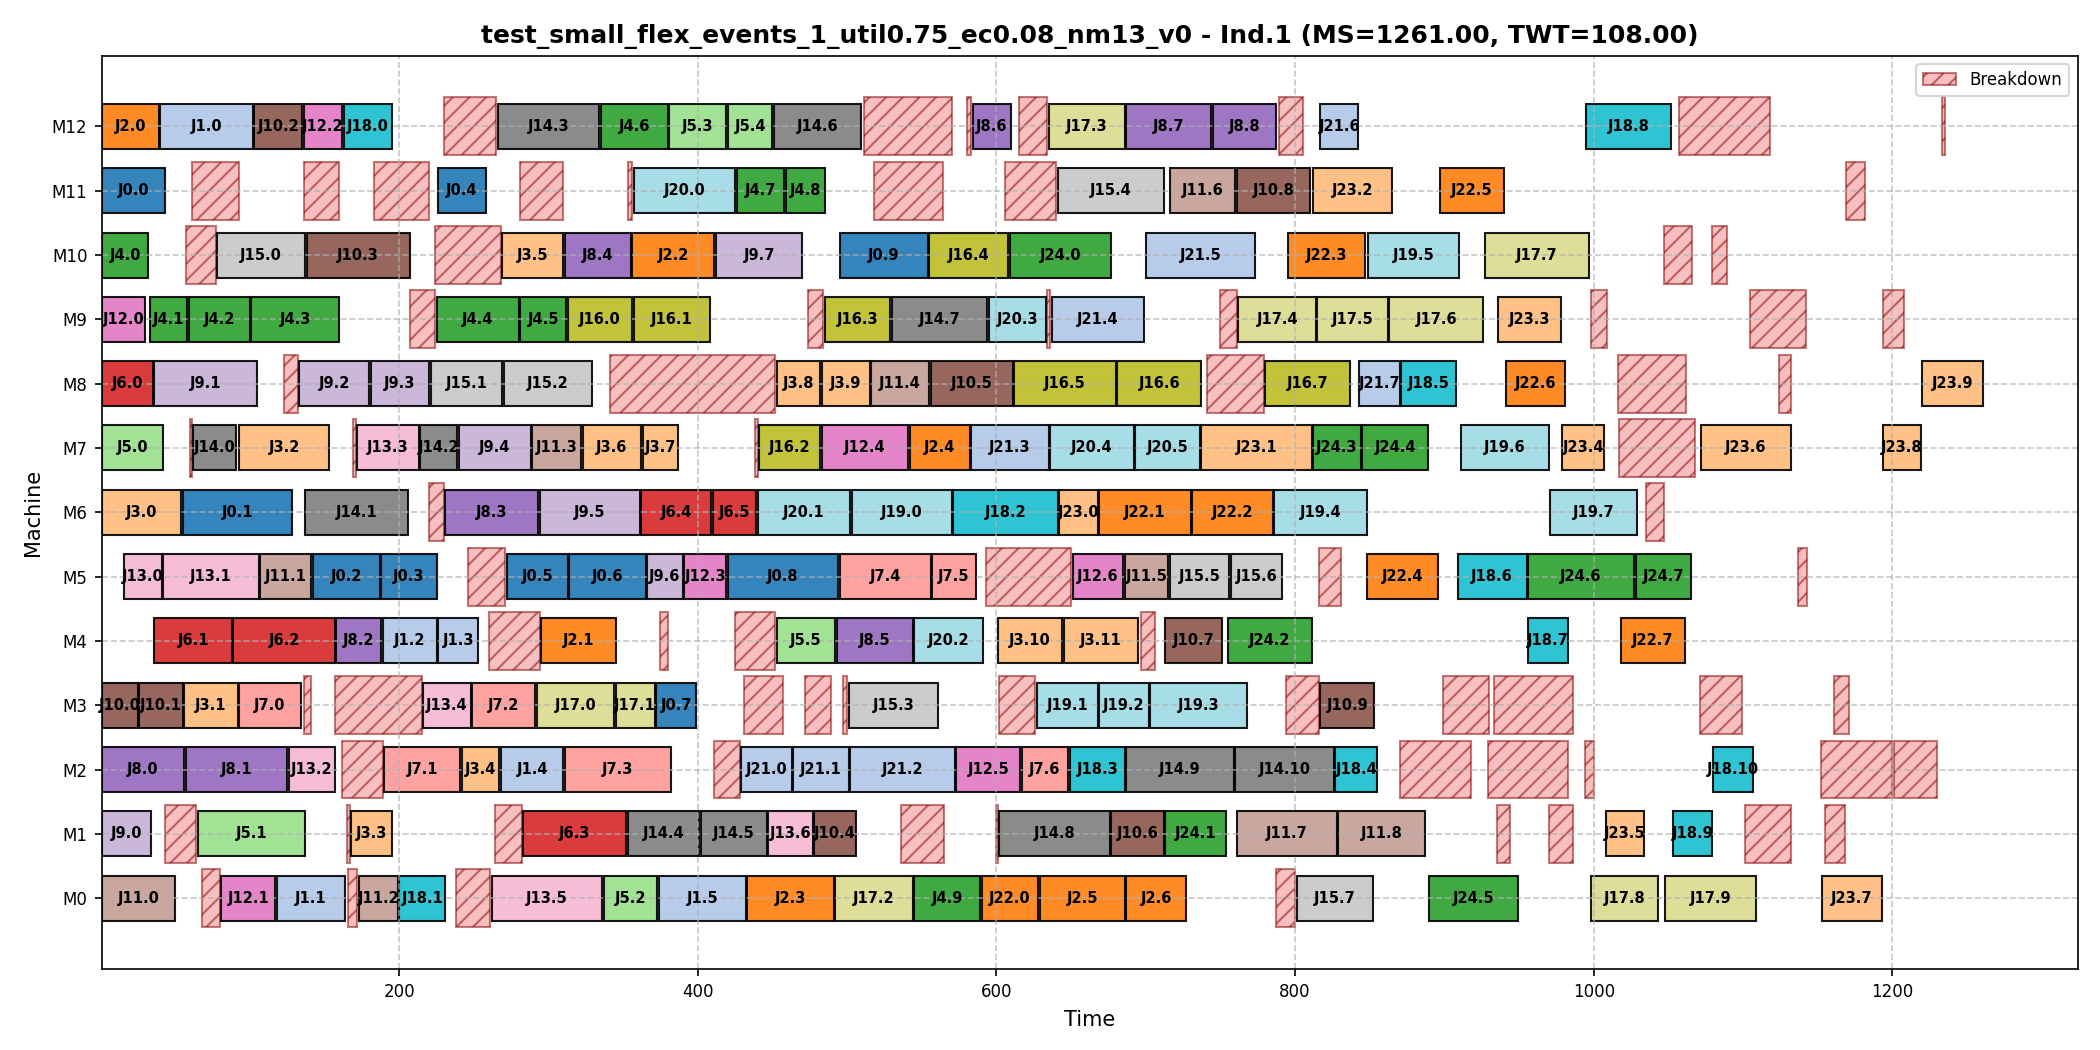 test_small_flex_events_1_util0.75_ec0.08_nm13_v0 - Ind.1 (MS=1261.00, TWT=108.00)
Breakdown
M12 J2.0 J1.0 J10.2 J12.2 J18.0 J14.3 J4.6 J5.3 J5.4 J14.6 J8.6 J17.3 J8.7 J8.8 J21.6 J18.8
M11 J0.0 J0.4 J20.0 J4.7 J4.8 J15.4 J11.6 J10.8 J23.2 J22.5
M10 J4.0 J15.0 J10.3 J3.5 J8.4 J2.2 J9.7 J0.9 J16.4 J24.0 J21.5 J22.3 J19.5 J17.7
M9 J12.0 J4.1 J4.2 J4.3 J4.4 J4.5 J16.0 J16.1 J16.3 J14.7 J20.3 J21.4 J17.4 J17.5 J17.6 J23.3
M8 J6.0 J9.1 J9.2 J9.3 J15.1 J15.2 J3.8 J3.9 J11.4 J10.5 J16.5 J16.6 J16.7 J21.7 J18.5 J22.6 J23.9
M7 J5.0 J14.0 J3.2 J13.3 J14.2 J9.4 J11.3 J3.6 J3.7 J16.2 J12.4 J2.4 J21.3 J20.4 J20.5 J23.1 J24.3 J24.4 J19.6 J23.4 J23.6 J23.8
M6 J3.0 J0.1 J14.1 J8.3 J9.5 J6.4 J6.5 J20.1 J19.0 J18.2 J23.0 J22.1 J22.2 J19.4 J19.7
M5 J13.0 J13.1 J11.1 J0.2 J0.3 J0.5 J0.6 J9.6 J12.3 J0.8 J7.4 J7.5 J12.6 J11.5 J15.5 J15.6 J22.4 J18.6 J24.6 J24.7
M4 J6.1 J6.2 J8.2 J1.2 J1.3 J2.1 J5.5 J8.5 J20.2 J3.10 J3.11 J10.7 J24.2 J18.7 J22.7
M3 J10.0 J10.1 J3.1 J7.0 J13.4 J7.2 J17.0 J17.1 J0.7 J15.3 J19.1 J19.2 J19.3 J10.9
M2 J8.0 J8.1 J13.2 J7.1 J3.4 J1.4 J7.3 J21.0 J21.1 J21.2 J12.5 J7.6 J18.3 J14.9 J14.10 J18.4 J18.10
M1 J9.0 J5.1 J3.3 J6.3 J14.4 J14.5 J13.6 J10.4 J14.8 J10.6 J24.1 J11.7 J11.8 J23.5 J18.9
M0 J11.0 J12.1 J1.1 J11.2 J18.1 J13.5 J5.2 J1.5 J2.3 J17.2 J4.9 J22.0 J2.5 J2.6 J15.7 J24.5 J17.8 J17.9 J23.7
200 400 600 800 1000 1200
Time
Machine